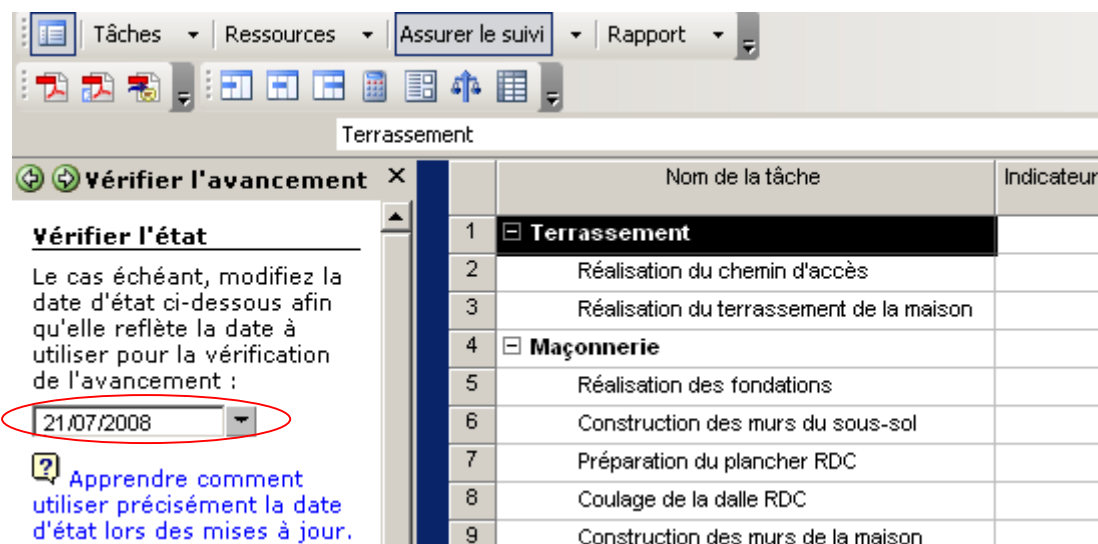 Tâches Ressources Assurer le suivi Rapport
Terrassement
Vérifier l'avancement
Vérifier l'état
Le cas échéant, modifiez la
date d'état ci-dessous afin
qu'elle reflète la date à
utiliser pour la vérification
de l'avancement :
21/07/2008
Apprendre comment
utiliser précisément la date
d'état lors des mises à jour.
Nom de la tâche Indicateur
1 Terrassement
2 Réalisation du chemin d'accès
3 Réalisation du terrassement de la maison
4 Maçonnerie
5 Réalisation des fondations
6 Construction des murs du sous-sol
7 Préparation du plancher RDC
8 Coulage de la dalle RDC
9 Construction des murs de la maison